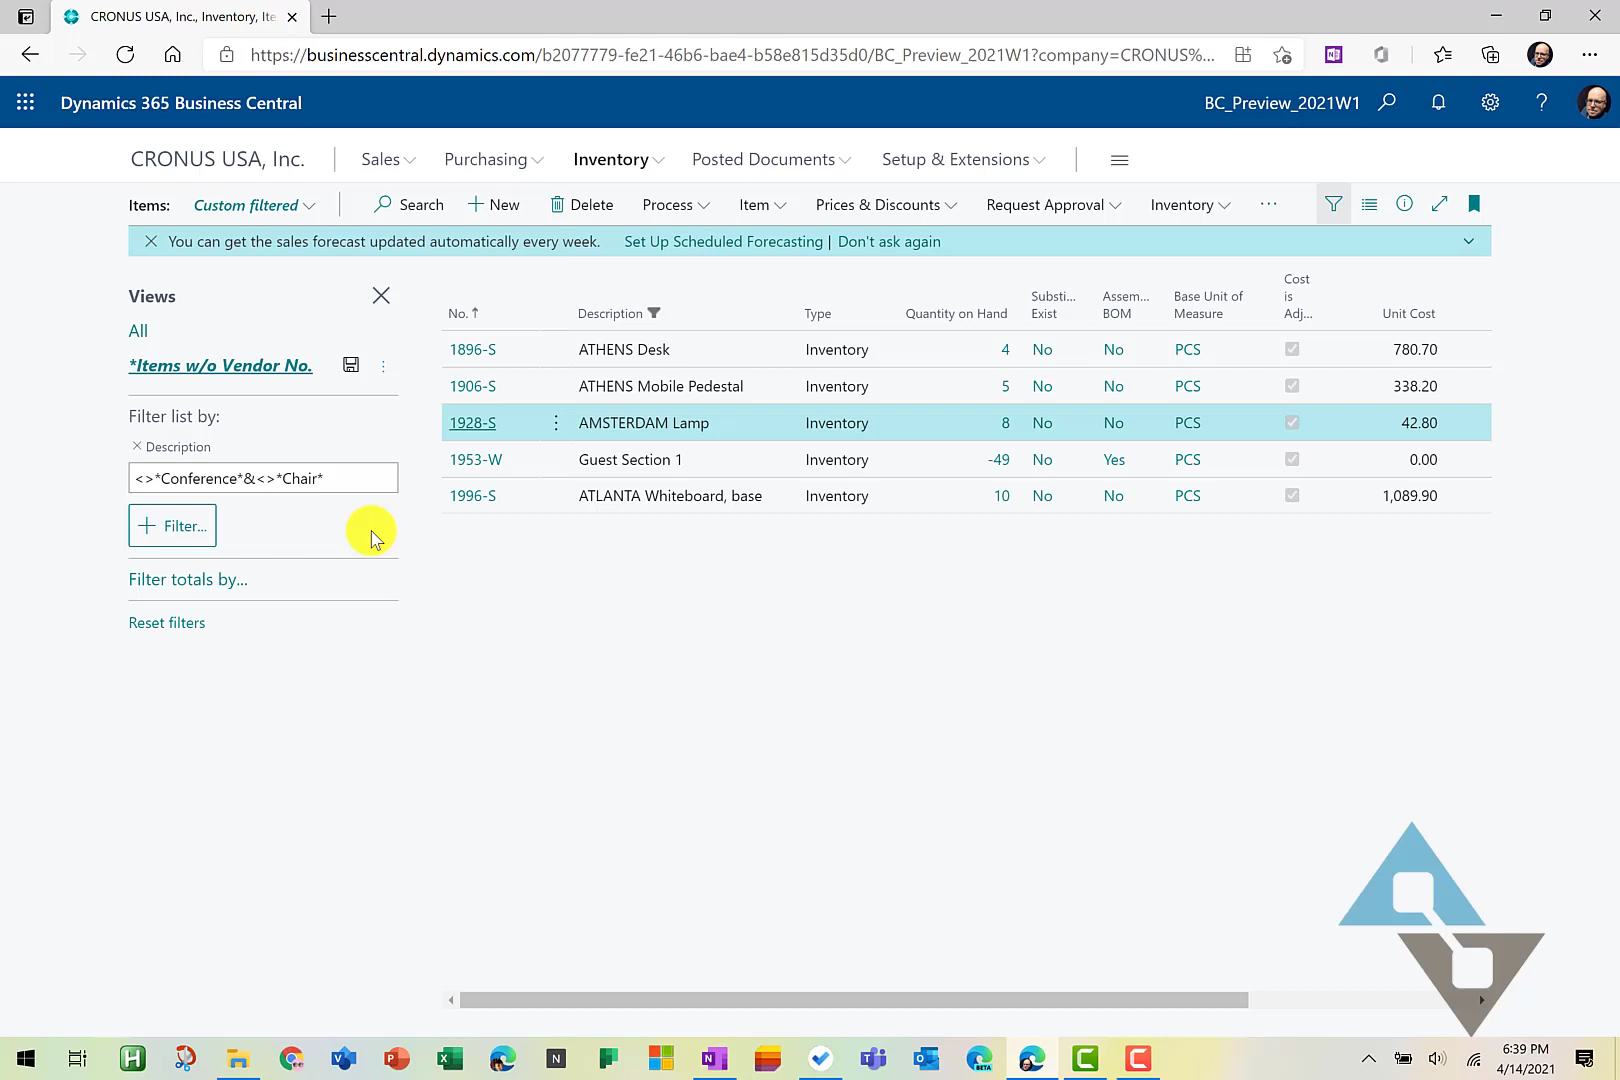 CRONUS USA, Inc., Inventory, Ite
https://businesscentral.dynamics.com/b2077779-fe21-46b6-bae4-b58e815d35d0/BC_Preview_2021W1?company=CRONUS%...
Dynamics 365 Business Central
BC_Preview_2021W1
CRONUS USA, Inc.
Sales
Purchasing
Inventory
Posted Documents
Setup & Extensions
Items:
Custom filtered
Search
New
Delete
Process
Item
Prices & Discounts
Request Approval
Inventory
You can get the sales forecast updated automatically every week.
Set Up Scheduled Forecasting | Don't ask again
Views
All
*Items w/o Vendor No.
Filter list by:
Description
<>*Conference*&<>*Chair*
Filter...
Filter totals by...
Reset filters
No. ↑ Description Type Quantity on Hand Substi... Exist Assem... BOM Base Unit of Measure Cost is Adj... Unit Cost
1896-S ATHENS Desk Inventory 4 No No PCS 780.70
1906-S ATHENS Mobile Pedestal Inventory 5 No No PCS 338.20
1928-S AMSTERDAM Lamp Inventory 8 No No PCS 42.80
1953-W Guest Section 1 Inventory -49 No Yes PCS 0.00
1996-S ATLANTA Whiteboard, base Inventory 10 No No PCS 1,089.90
BETA
6:39 PM
4/14/2021